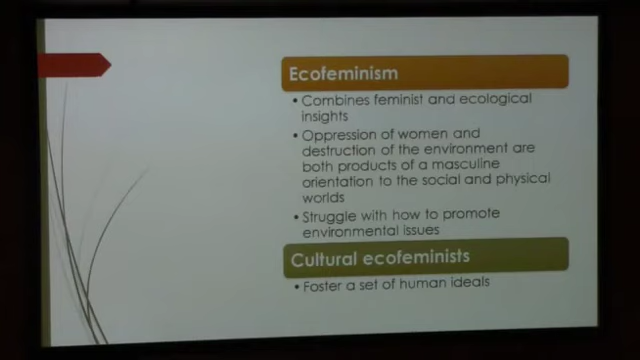 Ecofeminism
• Combines feminist and ecological
insights
• Oppression of women and
destruction of the environment are
both products of a masculine
orientation to the social and physical
worlds
• Struggle with how to promote
environmental issues
Cultural ecofeminists
• Foster a set of human ideals